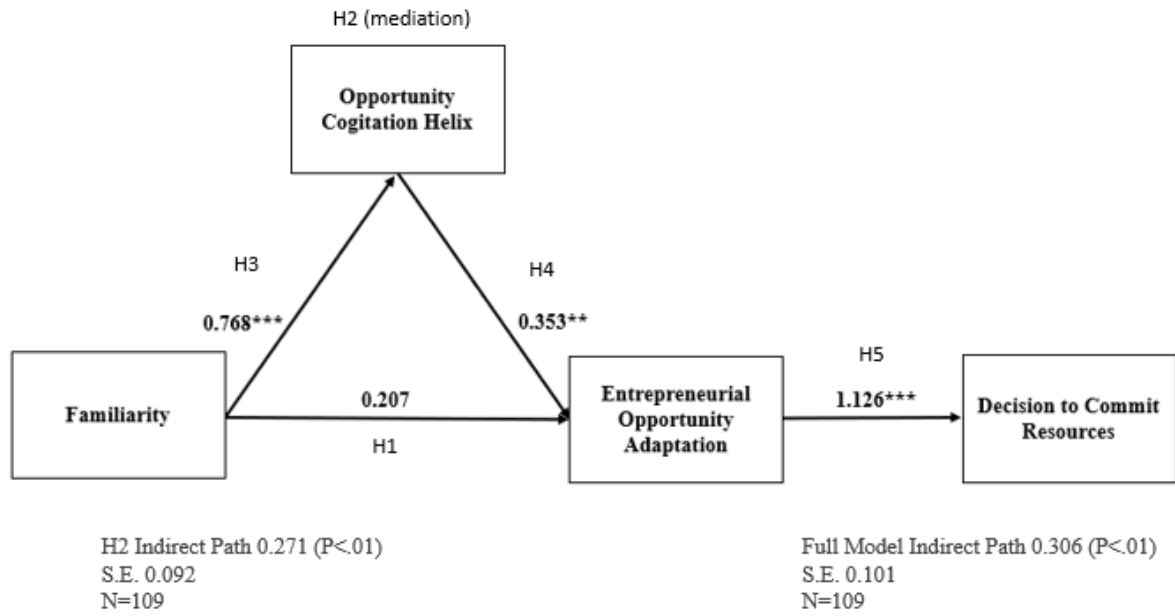 H2 (mediation)
Opportunity
Cogitation Helix
H3
H4
0.768***
0.353**
H5
Familiarity
0.207
H1
Entrepreneurial
Opportunity
Adaptation
1.126***
Decision to Commit
Resources
H2 Indirect Path 0.271 (P<.01)
S.E. 0.092
N=109
Full Model Indirect Path 0.306 (P<.01)
S.E. 0.101
N=109